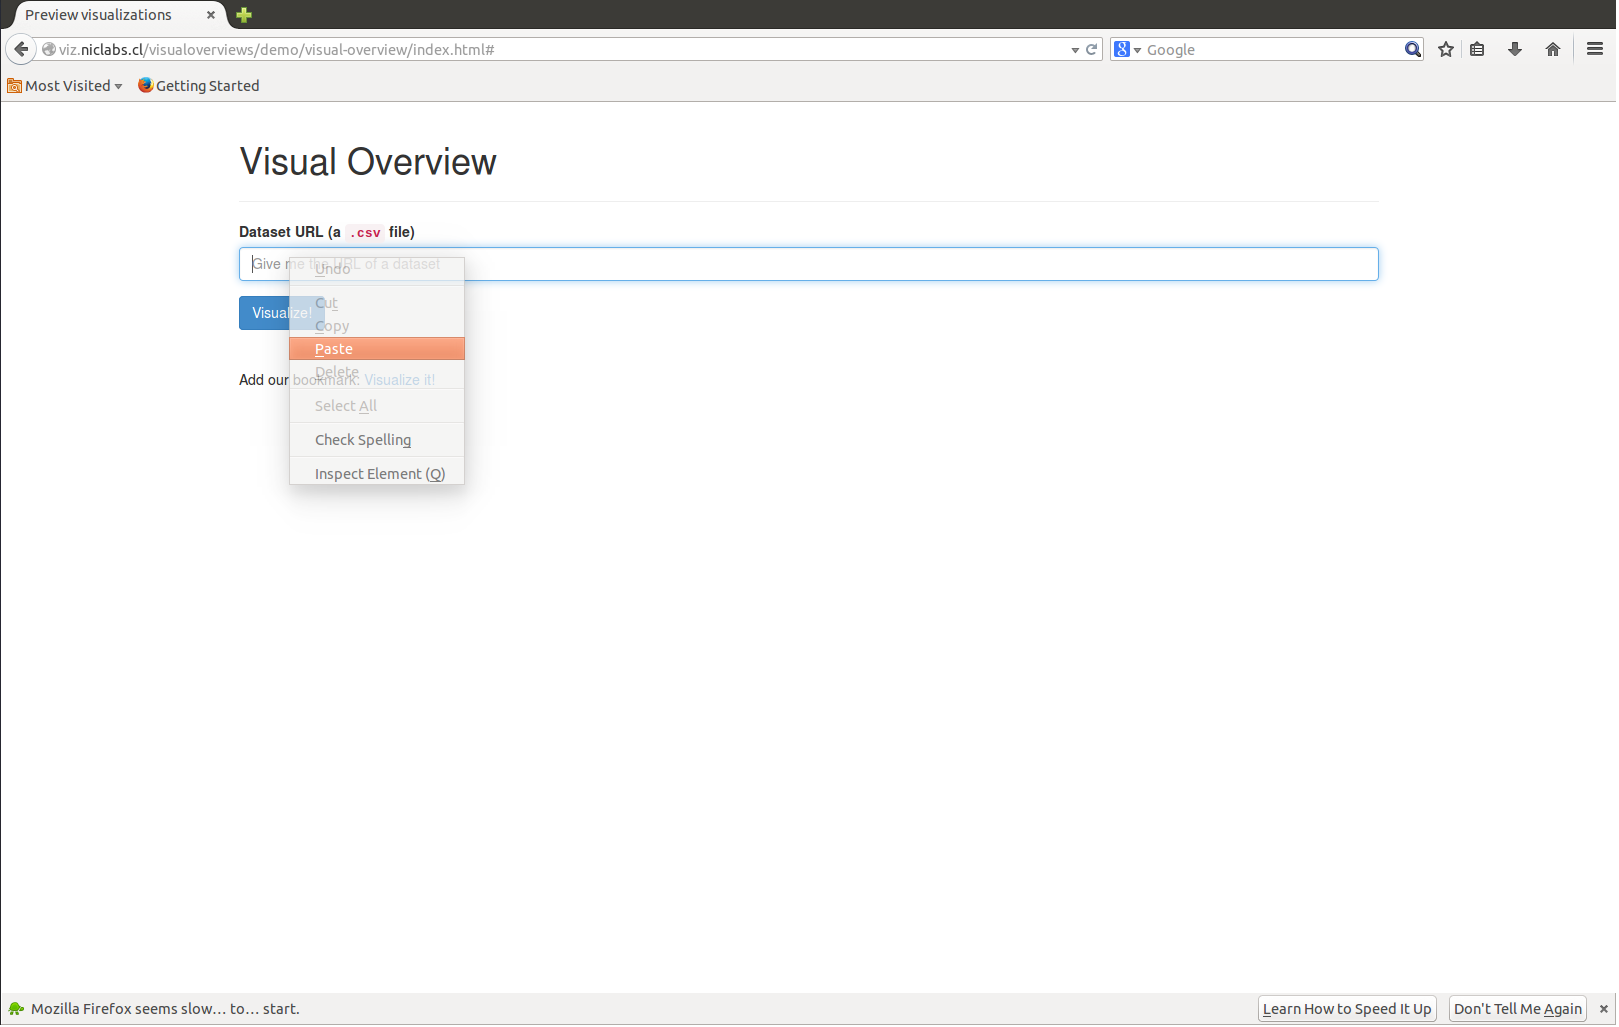 Preview visualizations
viz.niclabs.cl/visualoverviews/demo/visual-overview/index.html#
Google
Most Visited
Getting Started
Visual Overview
Dataset URL (a .csv file)
Give me the URL of a dataset
Undo
Visualize!
Cut
Copy
Paste
Delete
Add our bookmark: Visualize it!
Select All
Check Spelling
Inspect Element (Q)
Mozilla Firefox seems slow... to... start.
Learn How to Speed It Up
Don't Tell Me Again